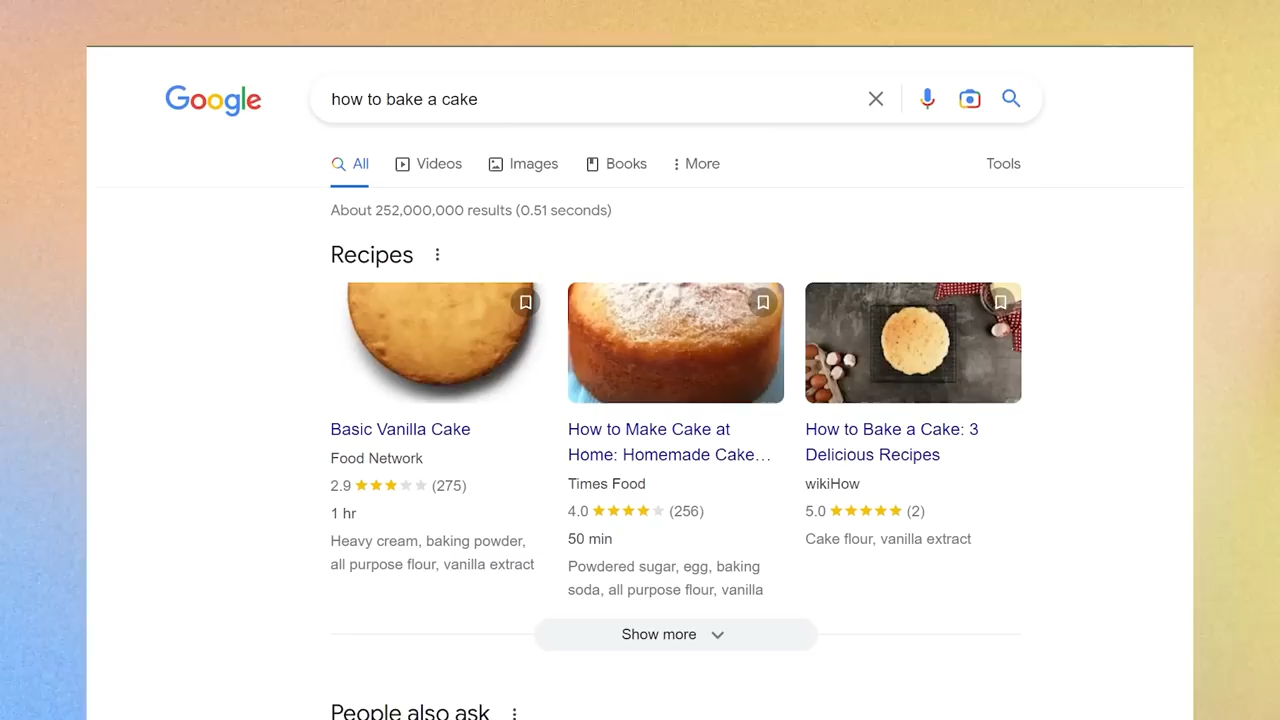 Google
how to bake a cake
All
Videos
Images
Books
More
Tools
About 252,000,000 results (0.51 seconds)
Recipes
Basic Vanilla Cake
Food Network
2.9 (275)
1 hr
Heavy cream, baking powder,
all purpose flour, vanilla extract
How to Make Cake at
Home: Homemade Cake...
Times Food
4.0 (256)
50 min
Powdered sugar, egg, baking
soda, all purpose flour, vanilla
How to Bake a Cake: 3
Delicious Recipes
wikiHow
5.0 (2)
Cake flour, vanilla extract
Show more
People also ask